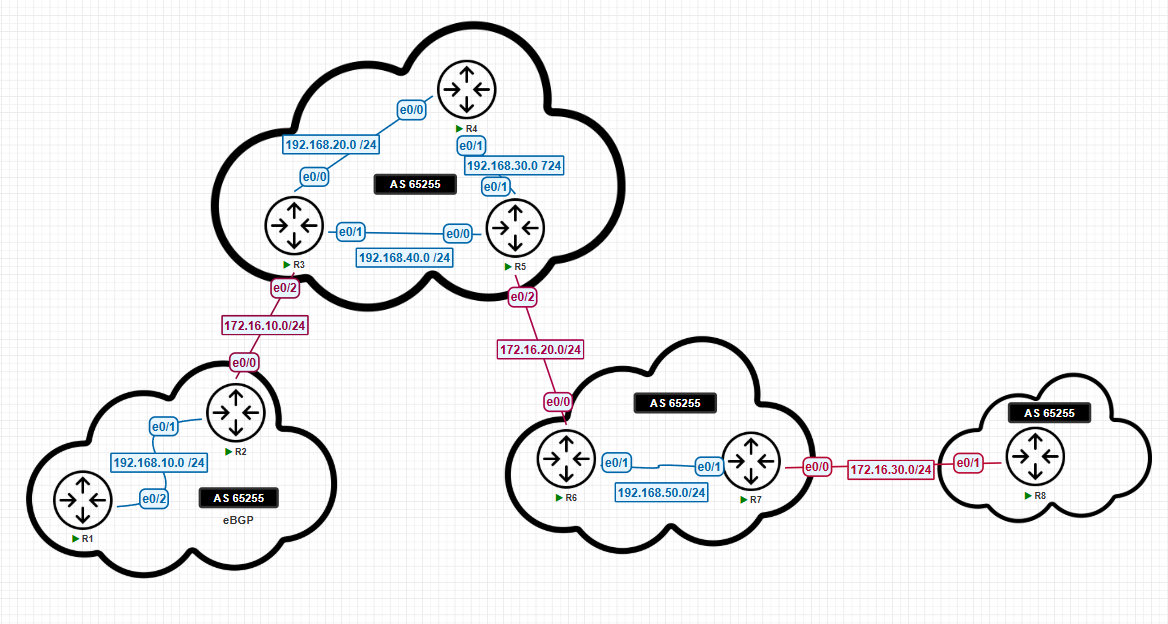 R4
e0/0
e0/1
192.168.20.0 /24
192.168.30.0 724
e0/0
AS 65255
e0/1
e0/1
e0/0
192.168.40.0 /24
R3
R5
e0/2
e0/2
172.16.10.0/24
172.16.20.0/24
e0/0
e0/0
AS 65255
AS 65255
e0/1
R2
192.168.10.0 /24
e0/1
e0/1
e0/0
172.16.30.0/24
e0/1
e0/2
AS 65255
R6
192.168.50.0/24
R7
R8
eBGP
R1